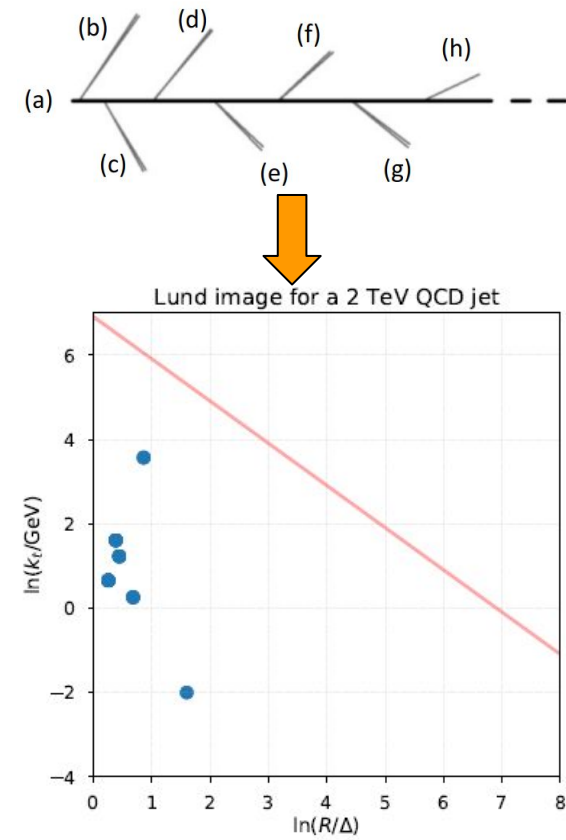 (b)
(d)
(f)
(h)
(a)
(c)
(e)
(g)
Lund image for a 2 TeV QCD jet
ln(kₜ/GeV)
6
4
2
0
−2
−4
0 1 2 3 4 5 6 7 8
ln(R/Δ)